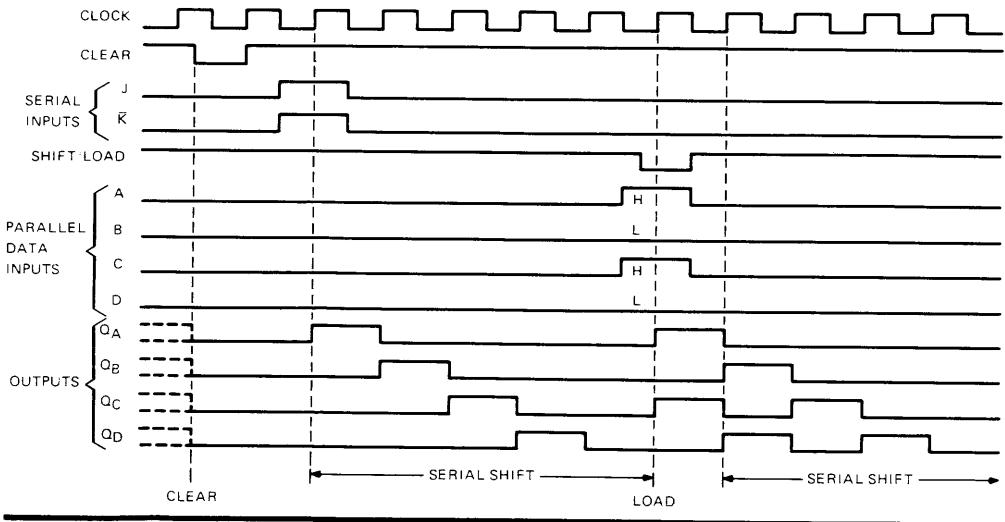 CLOCK
CLEAR
SERIAL
INPUTS
J
K̅
SHIFT/LOAD
PARALLEL
DATA
INPUTS
A
H
B
L
C
H
D
L
OUTPUTS
QA
QB
QC
QD
SERIAL SHIFT
SERIAL SHIFT
CLEAR
LOAD